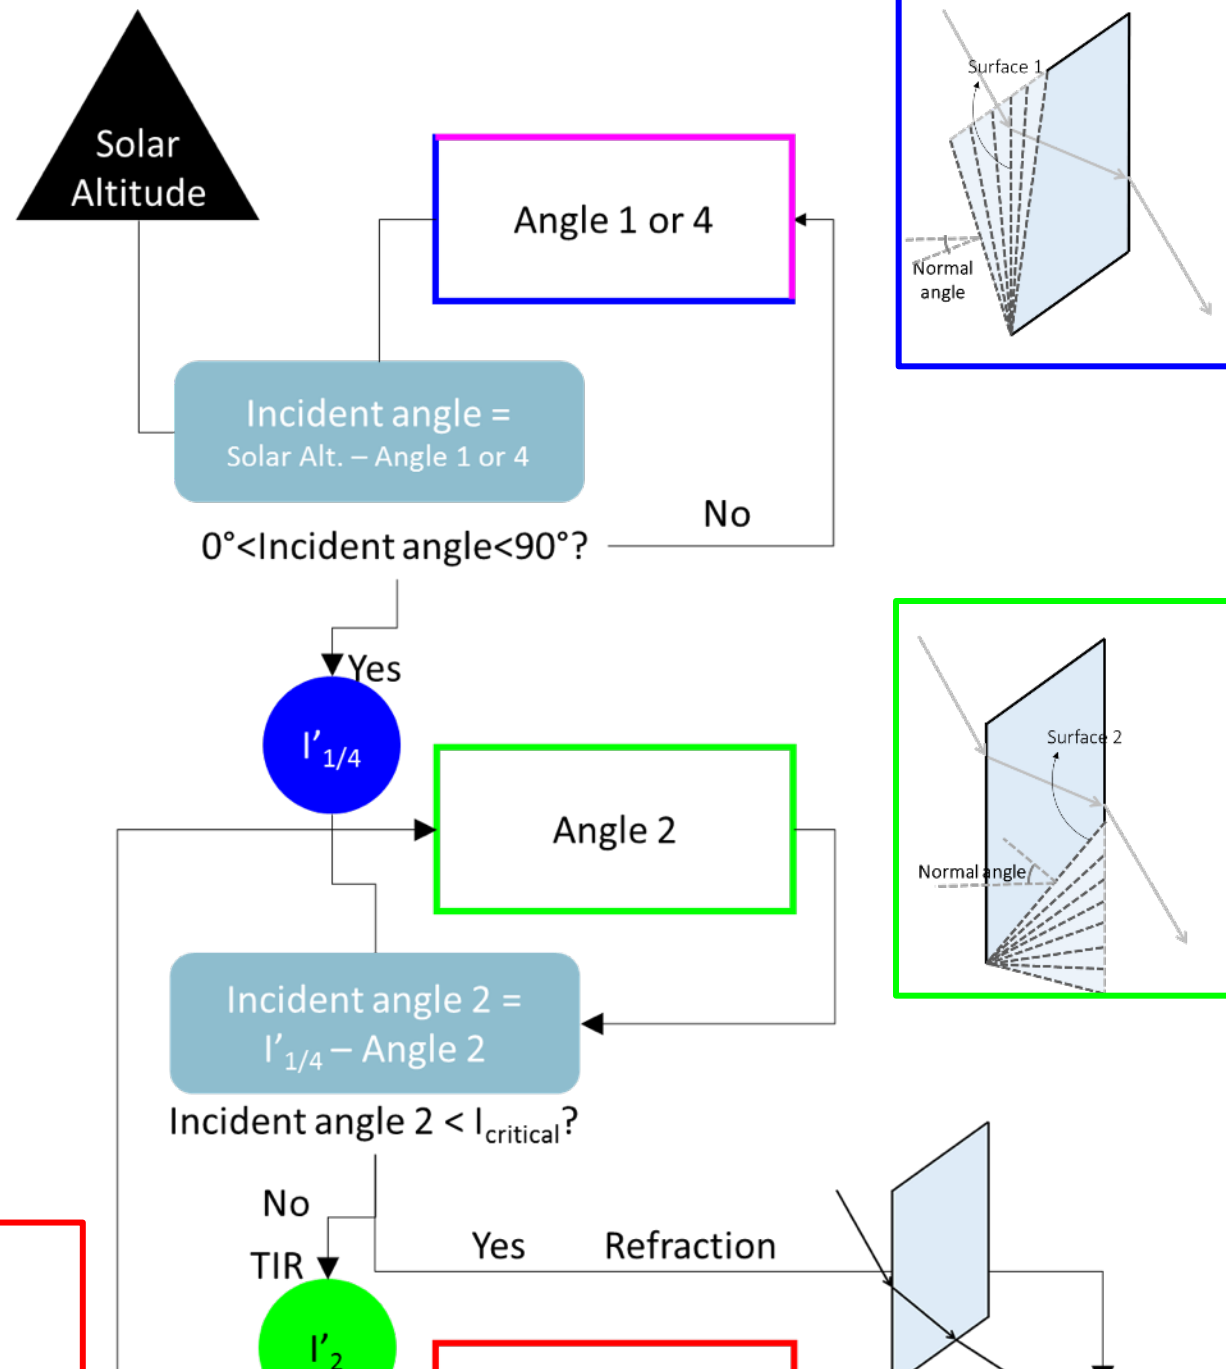 Solar
Altitude
Angle 1 or 4
Surface 1
Normal
angle
Incident angle =
Solar Alt. – Angle 1 or 4
No
0°<Incident angle<90°?
Yes
I’1/4
Angle 2
Surface 2
Normal angle
Incident angle 2 =
I’1/4 – Angle 2
Incident angle 2 < Icritical?
No
Yes
Refraction
TIR
I’2